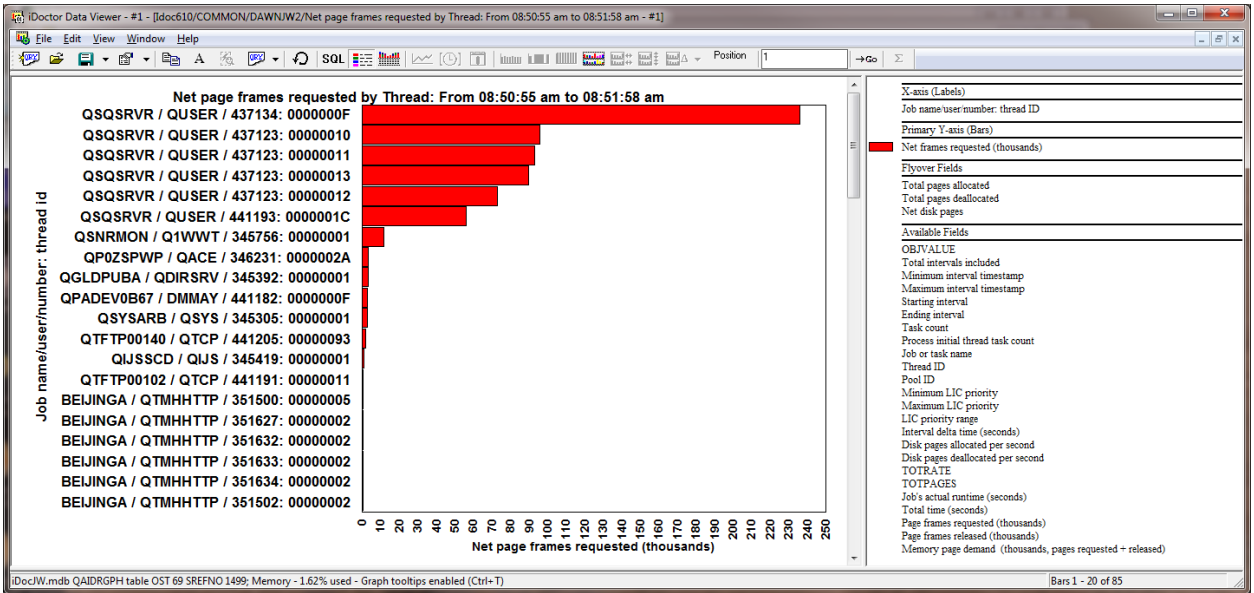 iDoctor Data Viewer - #1 - [Idoc610/COMMON/DAWNJW2/Net page frames requested by Thread: From 08:50:55 am to 08:51:58 am - #1]
File Edit View Window Help
QRY A QRY SQL Position 1 Go Σ
Net page frames requested by Thread: From 08:50:55 am to 08:51:58 am
Job name/user/number: thread id
QSQSRVR / QUSER / 437134: 0000000F
QSQSRVR / QUSER / 437123: 00000010
QSQSRVR / QUSER / 437123: 00000011
QSQSRVR / QUSER / 437123: 00000013
QSQSRVR / QUSER / 437123: 00000012
QSQSRVR / QUSER / 441193: 0000001C
QSNRMON / Q1WWT / 345756: 00000001
QP0ZSPWP / QACE / 346231: 0000002A
QGLDPUBA / QDIRSRV / 345392: 00000001
QPADEV0B67 / DMMAY / 441182: 0000000F
QSYSARB / QSYS / 345305: 00000001
QTFTP00140 / QTCP / 441205: 00000093
QIJSSCD / QIJS / 345419: 00000001
QTFTP00102 / QTCP / 441191: 00000011
BEIJINGA / QTMHHTTP / 351500: 00000005
BEIJINGA / QTMHHTTP / 351627: 00000002
BEIJINGA / QTMHHTTP / 351632: 00000002
BEIJINGA / QTMHHTTP / 351633: 00000002
BEIJINGA / QTMHHTTP / 351634: 00000002
BEIJINGA / QTMHHTTP / 351502: 00000002
0 10 20 30 40 50 60 70 80 90 100 110 120 130 140 150 160 170 180 190 200 210 220 230 240 250
Net page frames requested (thousands)
X-axis (Labels)
Job name/user/number: thread ID
Primary Y-axis (Bars)
Net frames requested (thousands)
Flyover Fields
Total pages allocated
Total pages deallocated
Net disk pages
Available Fields
OBJVALUE
Total intervals included
Minimum interval timestamp
Maximum interval timestamp
Starting interval
Ending interval
Task count
Process initial thread task count
Job or task name
Thread ID
Pool ID
Minimum LIC priority
Maximum LIC priority
LIC priority range
Interval delta time (seconds)
Disk pages allocated per second
Disk pages deallocated per second
TOTRATE
TOTPAGES
Job's actual runtime (seconds)
Total time (seconds)
Page frames requested (thousands)
Page frames released (thousands)
Memory page demand (thousands, pages requested + released)
iDocJW.mdb QAIDRGPH table OST 69 SREFNO 1499; Memory - 1.62% used - Graph tooltips enabled (Ctrl+T)
Bars 1 - 20 of 85